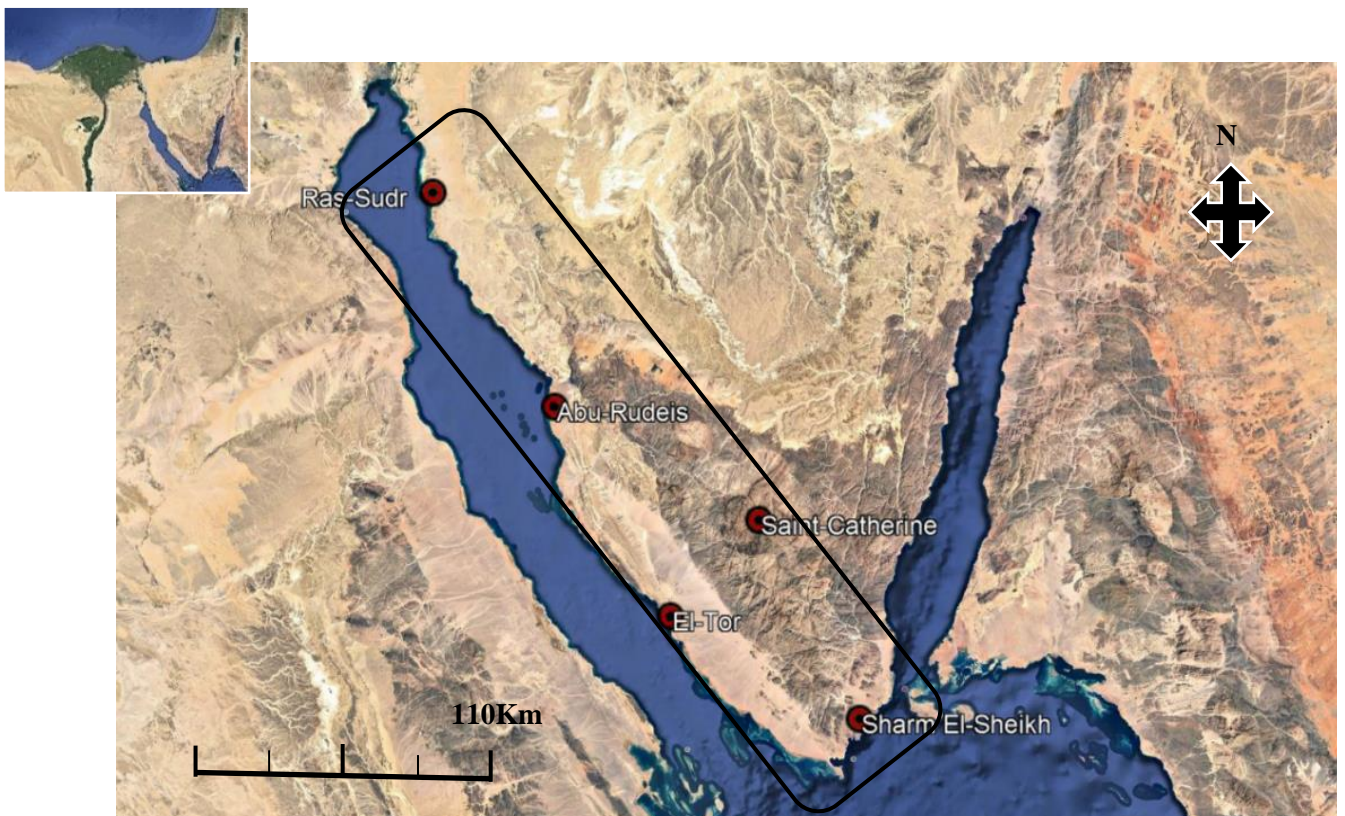 N
Ras-Sudr
Abu-Rudeis
Saint Catherine
El-Tor
110Km
Sharm El-Sheikh